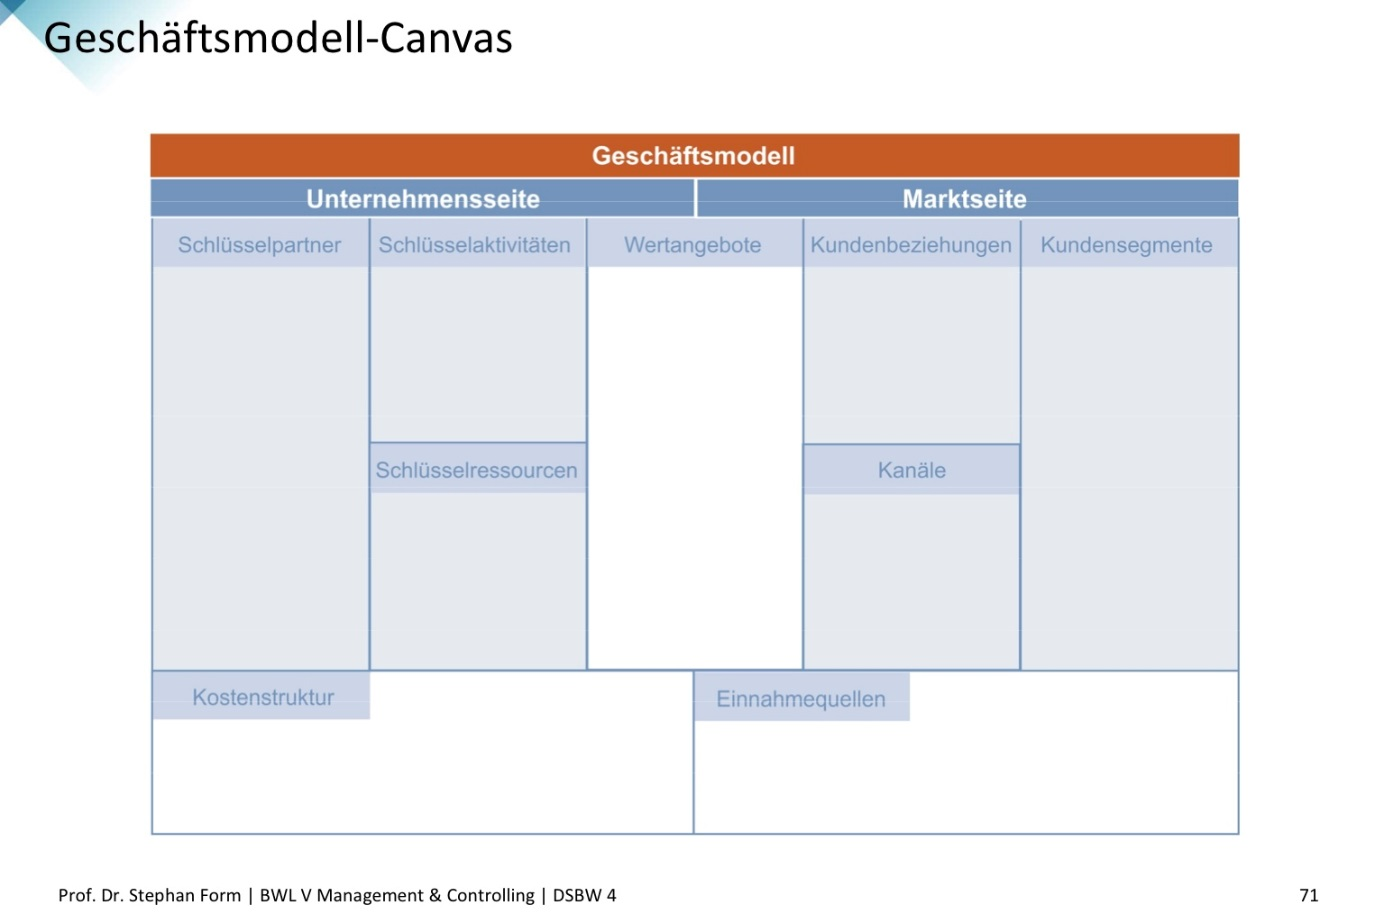 Geschäftsmodell-Canvas
Geschäftsmodell
Unternehmensseite
Marktseite
Schlüsselpartner
Schlüsselaktivitäten
Wertangebote
Kundenbeziehungen
Kundensegmente
Schlüsselressourcen
Kanäle
Kostenstruktur
Einnahmequellen
Prof. Dr. Stephan Form | BWL V Management & Controlling | DSBW 4
71